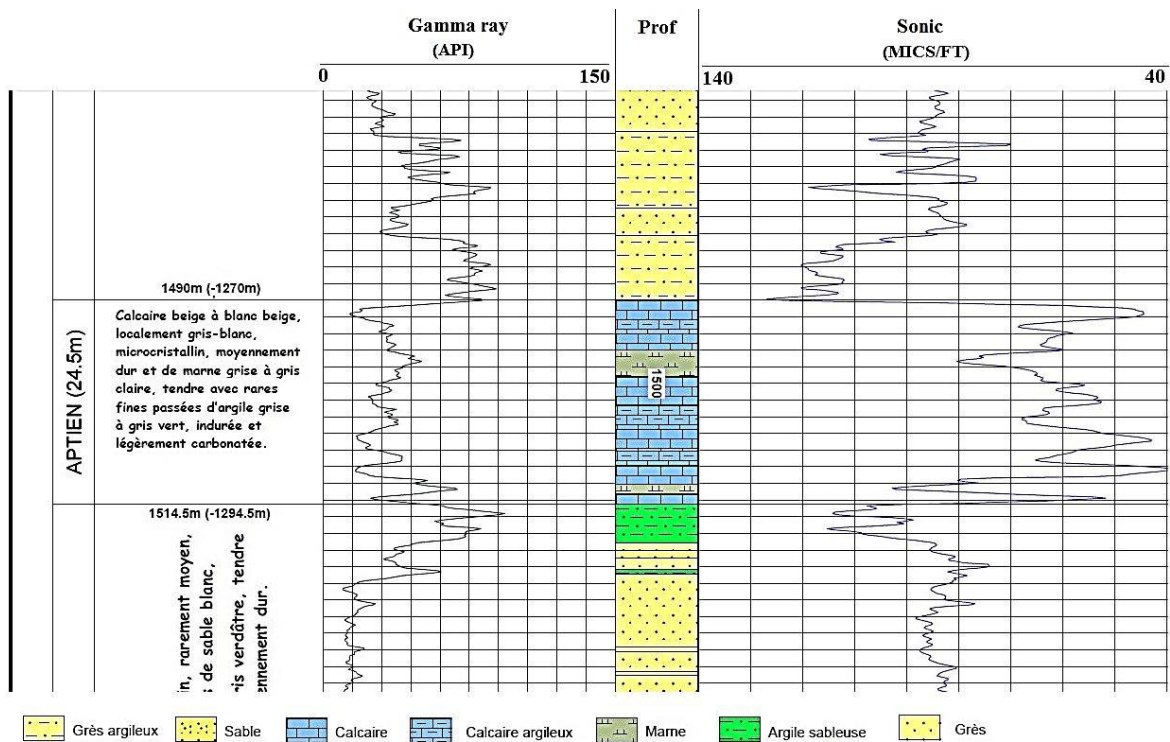 Gamma ray
(API)
0
150
Prof
Sonic
(MICS/FT)
140
40
1490m (-1270m)
APTIEN (24.5m)
Calcaire beige à blanc beige,
localement gris-blanc,
microcristallin, moyennement
dur et de marne grise à gris
claire, tendre avec rares
fines passées d'argile grise
à gris vert, indurée et
légèrement carbonatée.
1500
1514.5m (-1294.5m)
rarement moyen,
de sable blanc,
ris verdâtre, tendre
ennement dur.
Grès argileux
Sable
Calcaire
Calcaire argileux
Marne
Argile sableuse
Grès